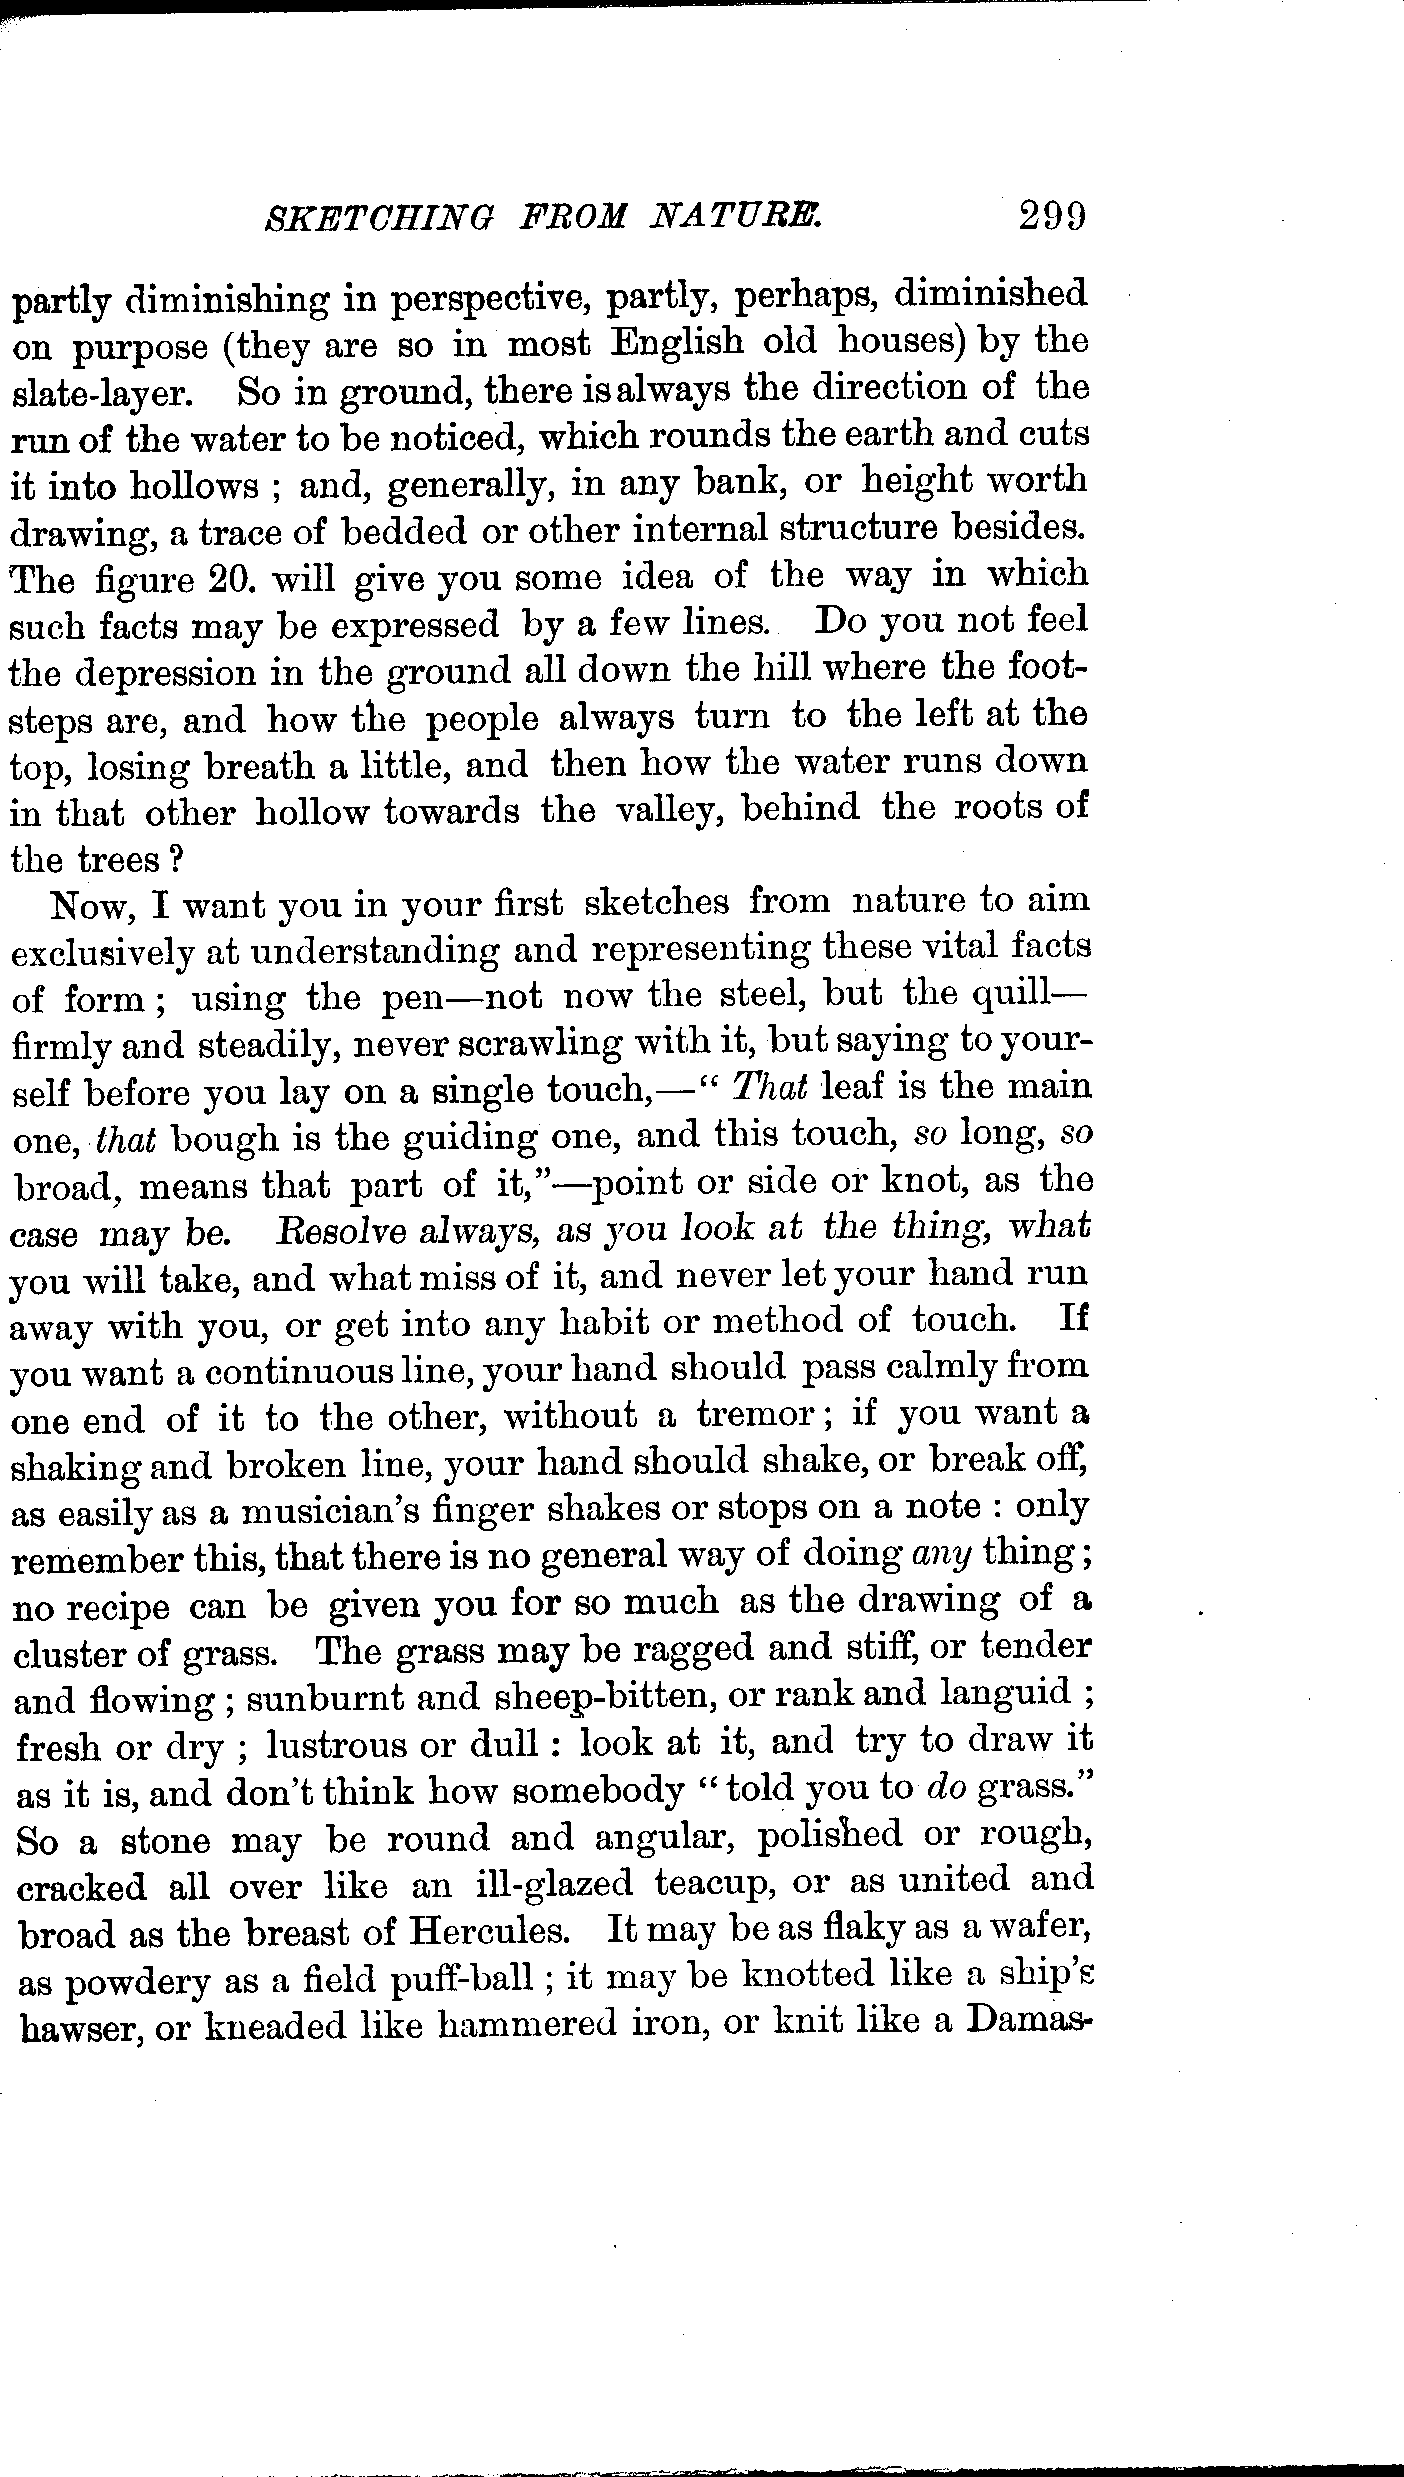 SKETCHING FROM NATURE. 299
partly diminishing in perspective, partly, perhaps, diminished
on purpose (they are so in most English old houses) by the
slate-layer. So in ground, there is always the direction of the
run of the water to be noticed, which rounds the earth and cuts
it into hollows ; and, generally, in any bank, or height worth
drawing, a trace of bedded or other internal structure besides.
The figure 20. will give you some idea of the way in which
such facts may be expressed by a few lines. Do you not feel
the depression in the ground all down the hill where the foot-
steps are, and how the people always turn to the left at the
top, losing breath a little, and then how the water runs down
in that other hollow towards the valley, behind the roots of
the trees ?
Now, I want you in your first sketches from nature to aim
exclusively at understanding and representing these vital facts
of form ; using the pen—not now the steel, but the quill—
firmly and steadily, never scrawling with it, but saying to your-
self before you lay on a single touch,—“ That leaf is the main
one, that bough is the guiding one, and this touch, so long, so
broad, means that part of it,”—point or side or knot, as the
case may be. Resolve always, as you look at the thing, what
you will take, and what miss of it, and never let your hand run
away with you, or get into any habit or method of touch. If
you want a continuous line, your hand should pass calmly from
one end of it to the other, without a tremor ; if you want a
shaking and broken line, your hand should shake, or break off,
as easily as a musician’s finger shakes or stops on a note : only
remember this, that there is no general way of doing any thing ;
no recipe can be given you for so much as the drawing of a
cluster of grass. The grass may be ragged and stiff, or tender
and flowing ; sunburnt and sheep-bitten, or rank and languid ;
fresh or dry ; lustrous or dull : look at it, and try to draw it
as it is, and don’t think how somebody “ told you to do grass.”
So a stone may be round and angular, polished or rough,
cracked all over like an ill-glazed teacup, or as united and
broad as the breast of Hercules. It may be as flaky as a wafer,
as powdery as a field puff-ball ; it may be knotted like a ship’s
hawser, or kneaded like hammered iron, or knit like a Damas-